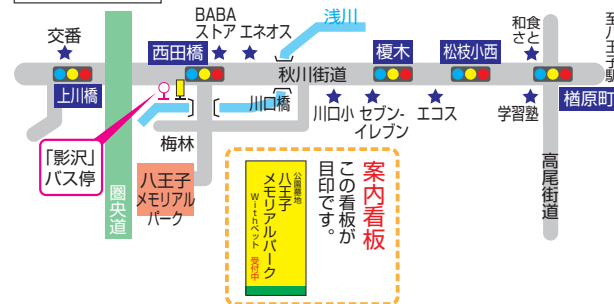 交番
BABA
ストア
エネオス
浅川
和食
さと
至八王子駅
西田橋
榎木
松枝小西
上川橋
秋川街道
楢原町
川口橋
川口小
セブン-
イレブン
エコス
学習塾
梅林
「影沢」
バス停
圏央道
八王子
メモリアル
パーク
高尾街道
案内看板
この看板が
目印です。
公園墓地
八王子
メモリアルパーク
Withペット 受付中